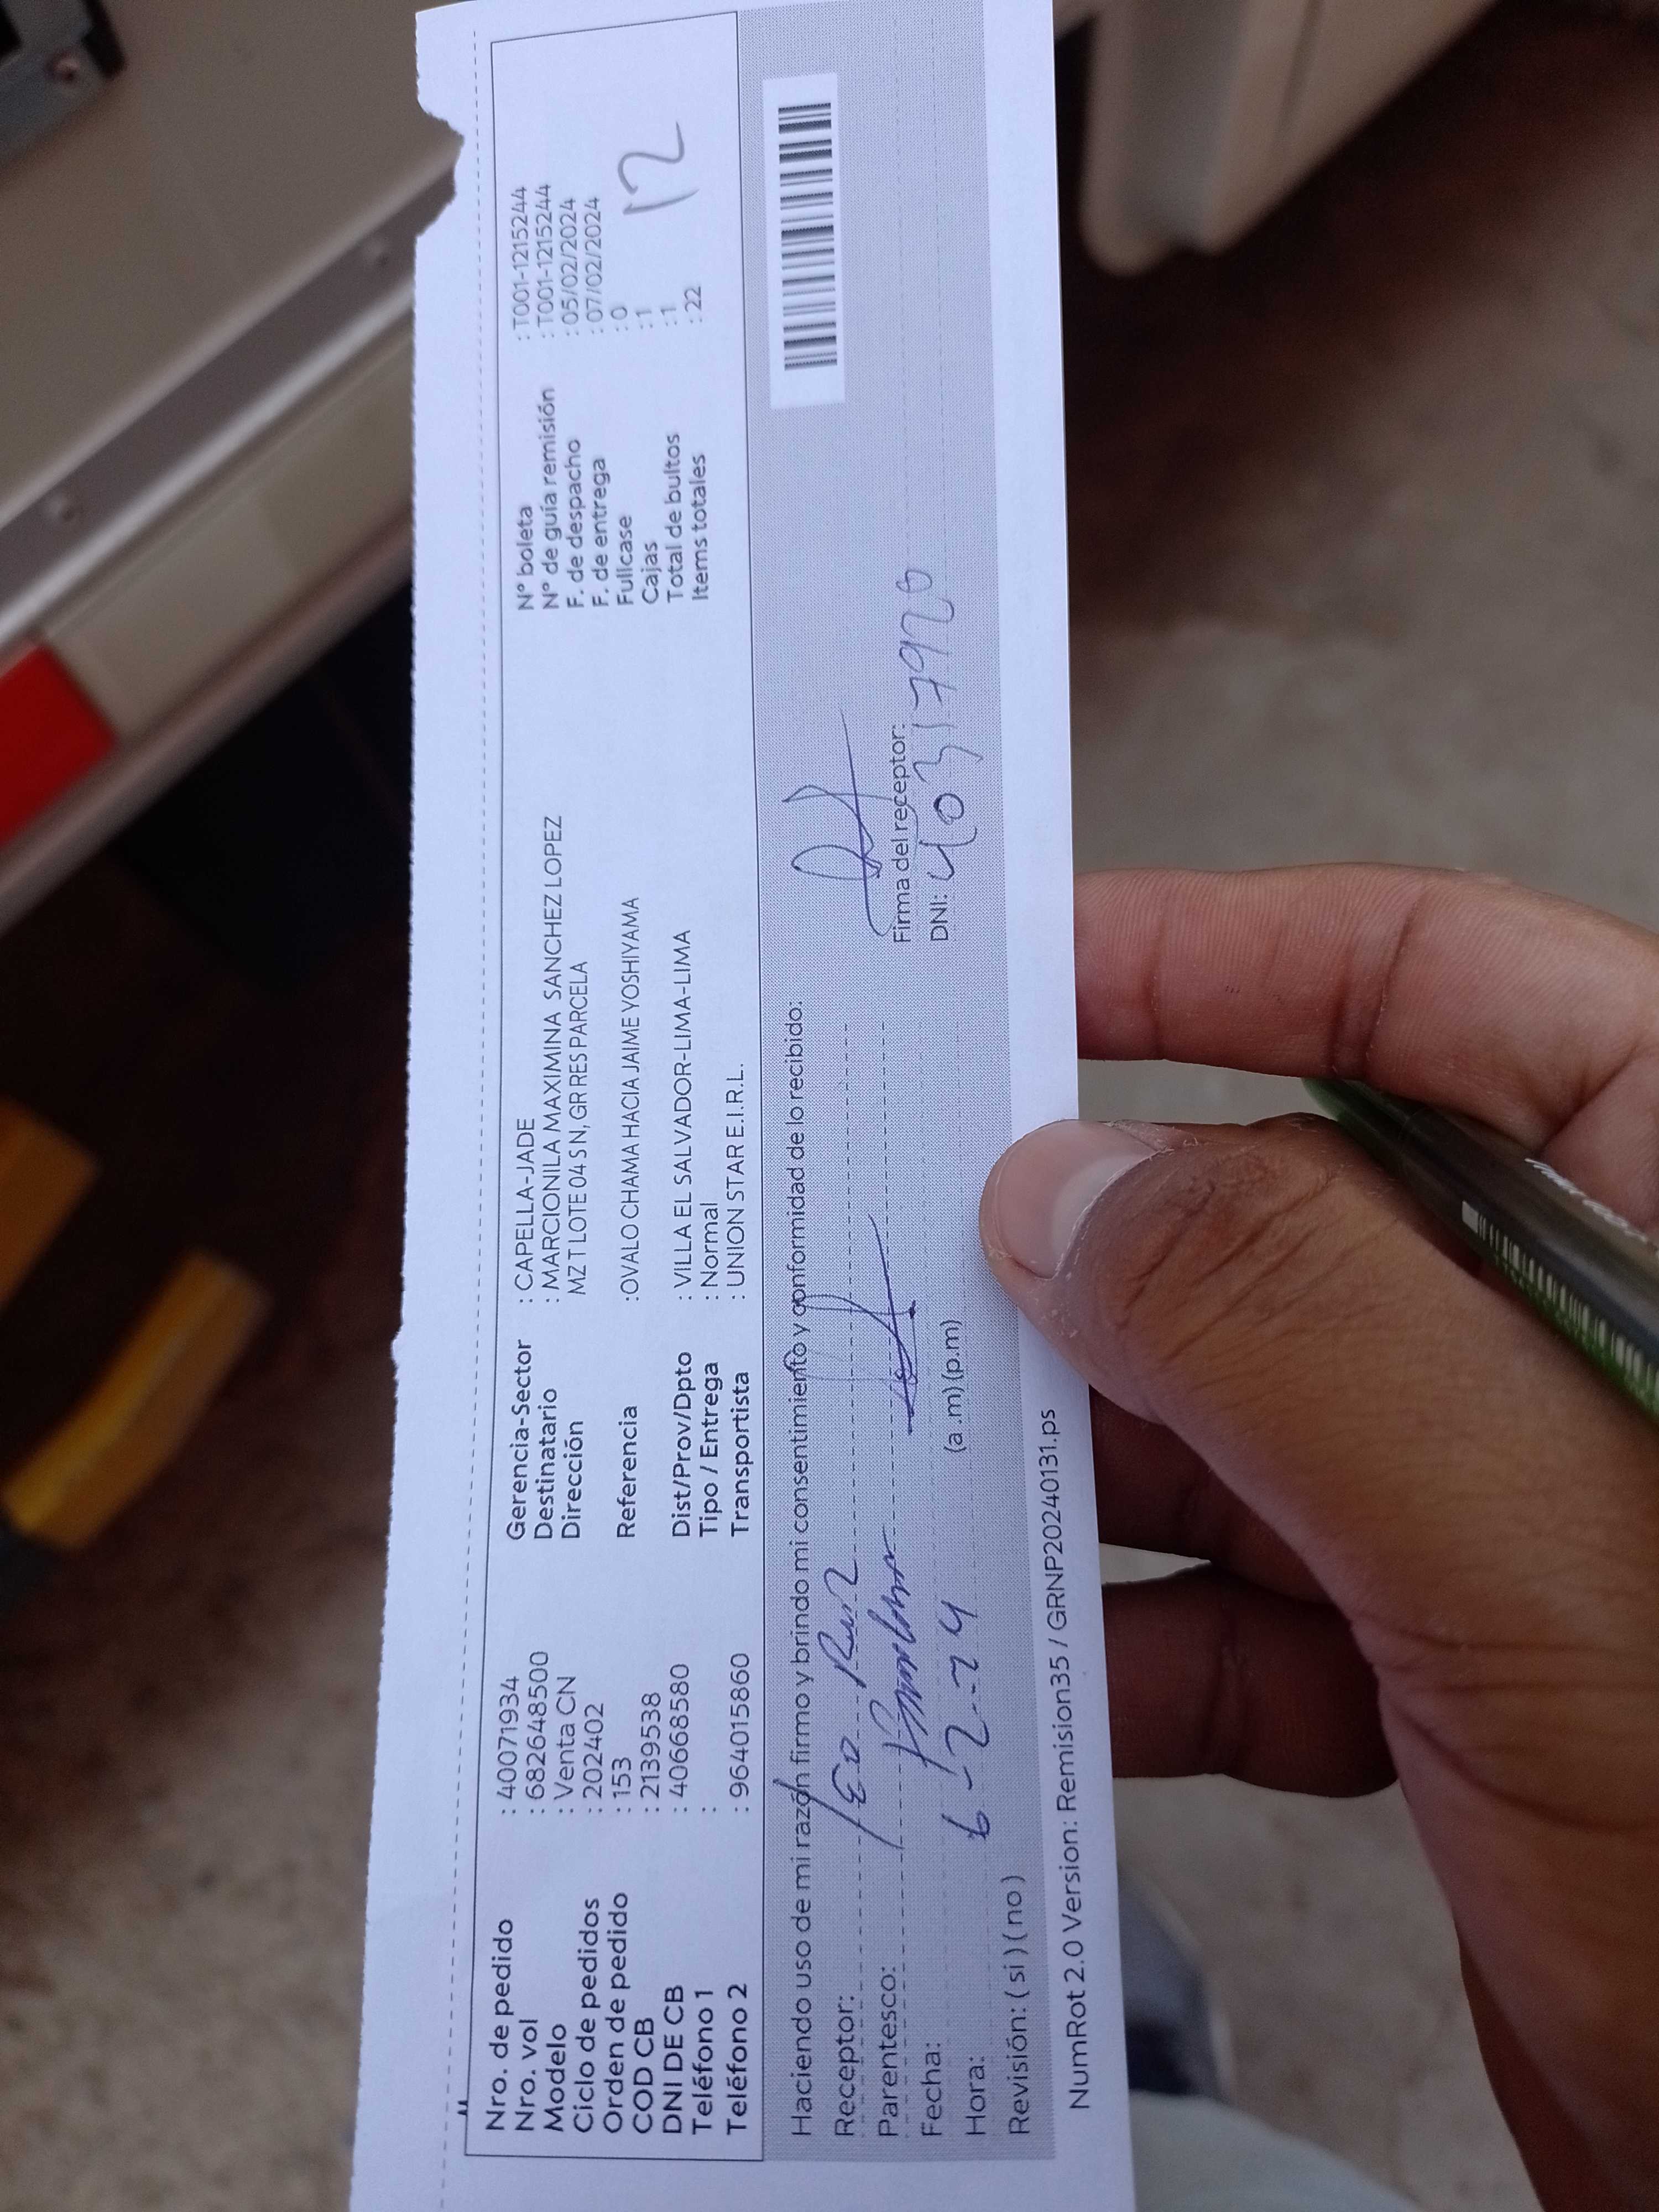 Nro. de pedido : 40071934
Nro. vol : 682648500
Modelo : Venta CN
Ciclo de pedidos : 202402
Orden de pedido : 153
COD CB : 2139538
DNI DE CB : 40668580
Teléfono 1 :
Teléfono 2 : 964015860
Gerencia-Sector : CAPELLA-JADE
Destinatario : MARCIONILA MAXIMINA SANCHEZ LOPEZ
Dirección MZ T LOTE 04 S N, GR RES PARCELA
Referencia : OVALO CHAMA HACIA JAIME YOSHIYAMA
Dist/Prov/Dpto : VILLA EL SALVADOR-LIMA-LIMA
Tipo / Entrega : Normal
Transportista : UNION STAR E.I.R.L.
N° boleta : T001-1215244
N° de guía remisión : T001-1215244
F. de despacho : 05/02/2024
F. de entrega : 07/02/2024
Fullcase : 0
Cajas : 1
Total de bultos : 1
Items totales : 22
12
Haciendo uso de mi razón firmo y brindo mi consentimiento y conformidad de lo recibido:
Receptor:
Parentesco:
Fecha: 6-2-24
Hora: (a.m) (p.m)
Revisión: ( si ) ( no )
Firma del receptor:
DNI: 40317928
NumRot 2.0 Version: Remision35 / GRNP20240131.ps